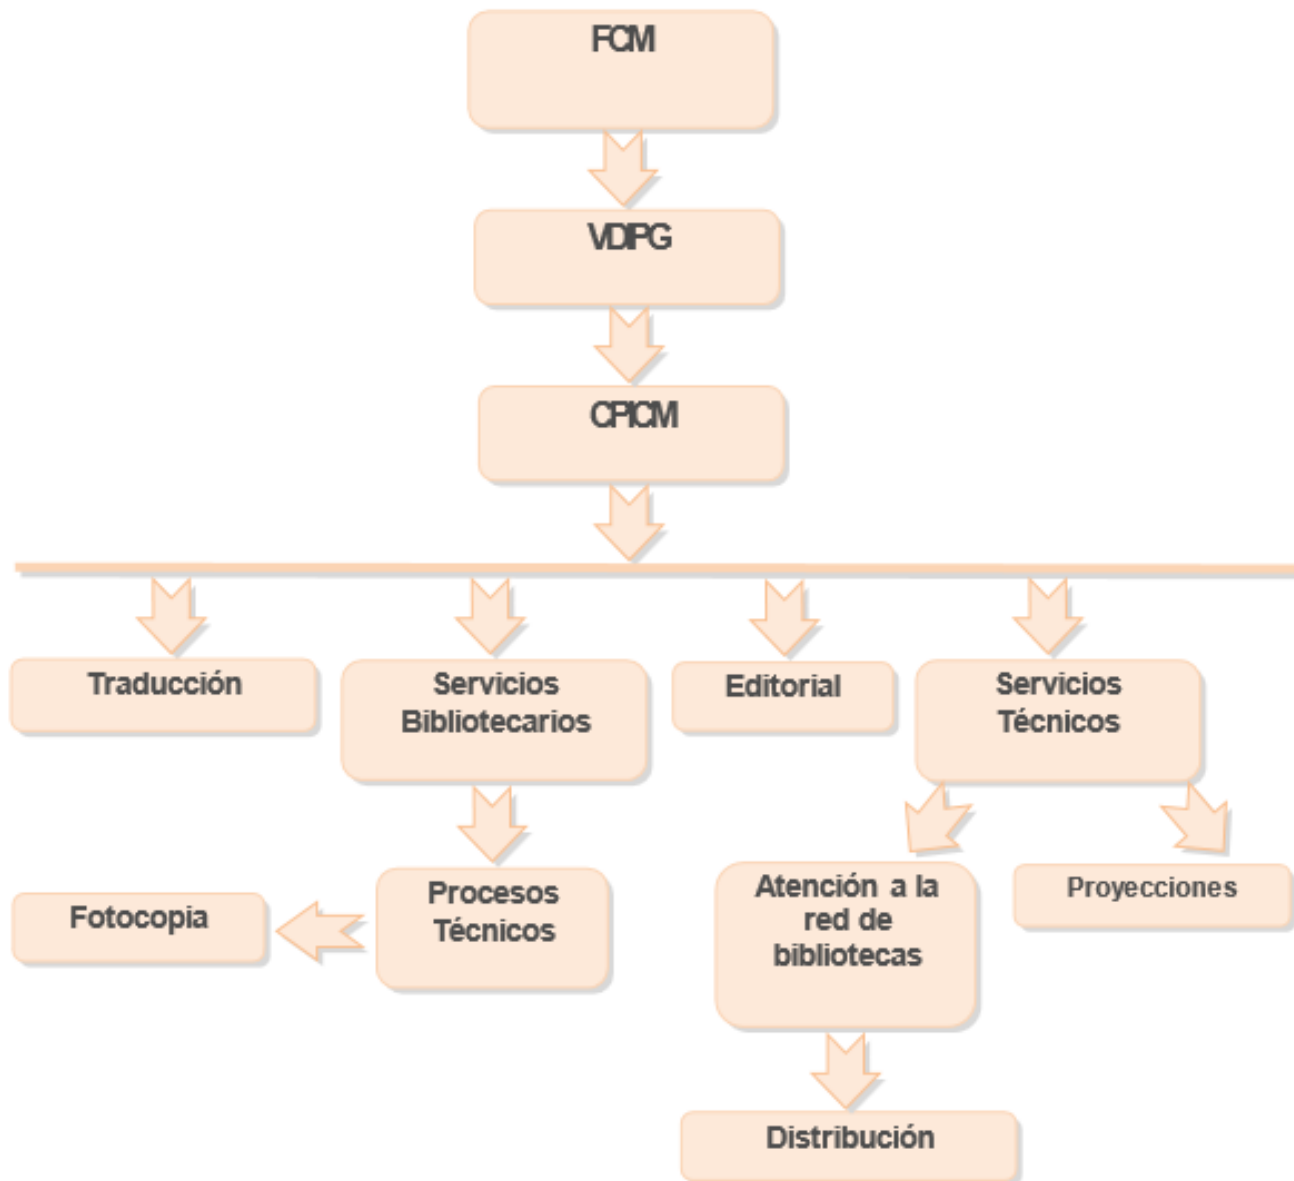 FCM
VDIPG
CPICM
Traducción
Servicios
Bibliotecarios
Editorial
Servicios
Técnicos
Fotocopia
Procesos
Técnicos
Atención a la
red de
bibliotecas
Proyecciones
Distribución